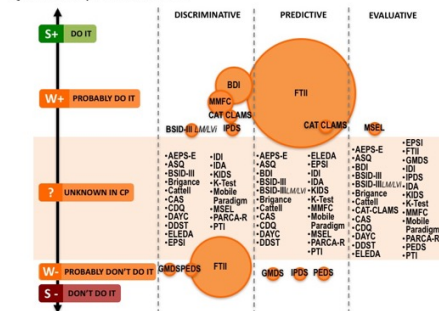 DISCRIMINATIVE
PREDICTIVE
EVALUATIVE
S+ DO IT
W+ PROBABLY DO IT
BDI
MMFC
CAT CLAMS
BSID-III LM/LVI
IPDS
FTII
CAT CLAMS
MSEL
? UNKNOWN IN CP
•AEPS-E
•ASQ
•BSID-III
•Brigance
•Cattell
•CAS
•CDQ
•DAYC
•DDST
•ELEDA
•EPSI
•IDI
•IDA
•KIDS
•K-Test
•Mobile
Paradigm
•MSEL
•PARCA-R
•PTI
•AEPS-E
•ASQ
•BDI
•BSID-III
•BSID-IIILM/LVI
•Brigance
•Cattell
•CAS
•CDQ
•DAYC
•DDST
•ELEDA
•EPSI
•IDI
•IDA
•KIDS
•K-Test
•MMFC
•Mobile
Paradigm
•MSEL
•PARCA-R
•PTI
•AEPS-E
•ASQ
•BDI
•BSID-III
•BSID-IIILM/LVI
•Brigance
•Cattell
•CAT-CLAMS
•CAS
•CDQ
•DAYC
•DDST
•ELEDA
•EPSI
•FTII
•GMDS
•IDI
•IPDS
•IDA
•KIDS
•K-Test
•MMFC
•Mobile
Paradigm
•PARCA-R
•PEDS
•PTI
W- PROBABLY DON'T DO IT
GMDS
PEDS
FTII
GMDS
IPDS
PEDS
S - DON'T DO IT